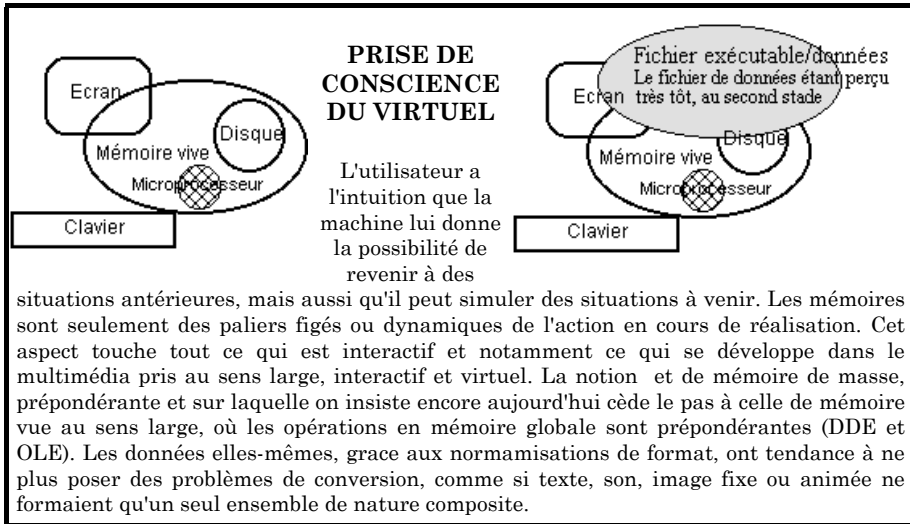 Ecran
Disque
Mémoire vive
Microprocesseur
Clavier
PRISE DE
CONSCIENCE
DU VIRTUEL
L'utilisateur a
l'intuition que la
machine lui donne
la possibilité de
revenir à des
Fichier exécutable/données
Le fichier de données étant perçu
très tôt, au second stade
Ecran
Disque
Mémoire vive
Microprocesseur
Clavier
situations antérieures, mais aussi qu'il peut simuler des situations à venir. Les mémoires
sont seulement des paliers figés ou dynamiques de l'action en cours de réalisation. Cet
aspect touche tout ce qui est interactif et notamment ce qui se développe dans le
multimédia pris au sens large, interactif et virtuel. La notion et de mémoire de masse,
prépondérante et sur laquelle on insiste encore aujourd'hui cède le pas à celle de mémoire
vue au sens large, où les opérations en mémoire globale sont prépondérantes (DDE et
OLE). Les données elles-mêmes, grace aux normamisations de format, ont tendance à ne
plus poser des problèmes de conversion, comme si texte, son, image fixe ou animée ne
formaient qu'un seul ensemble de nature composite.